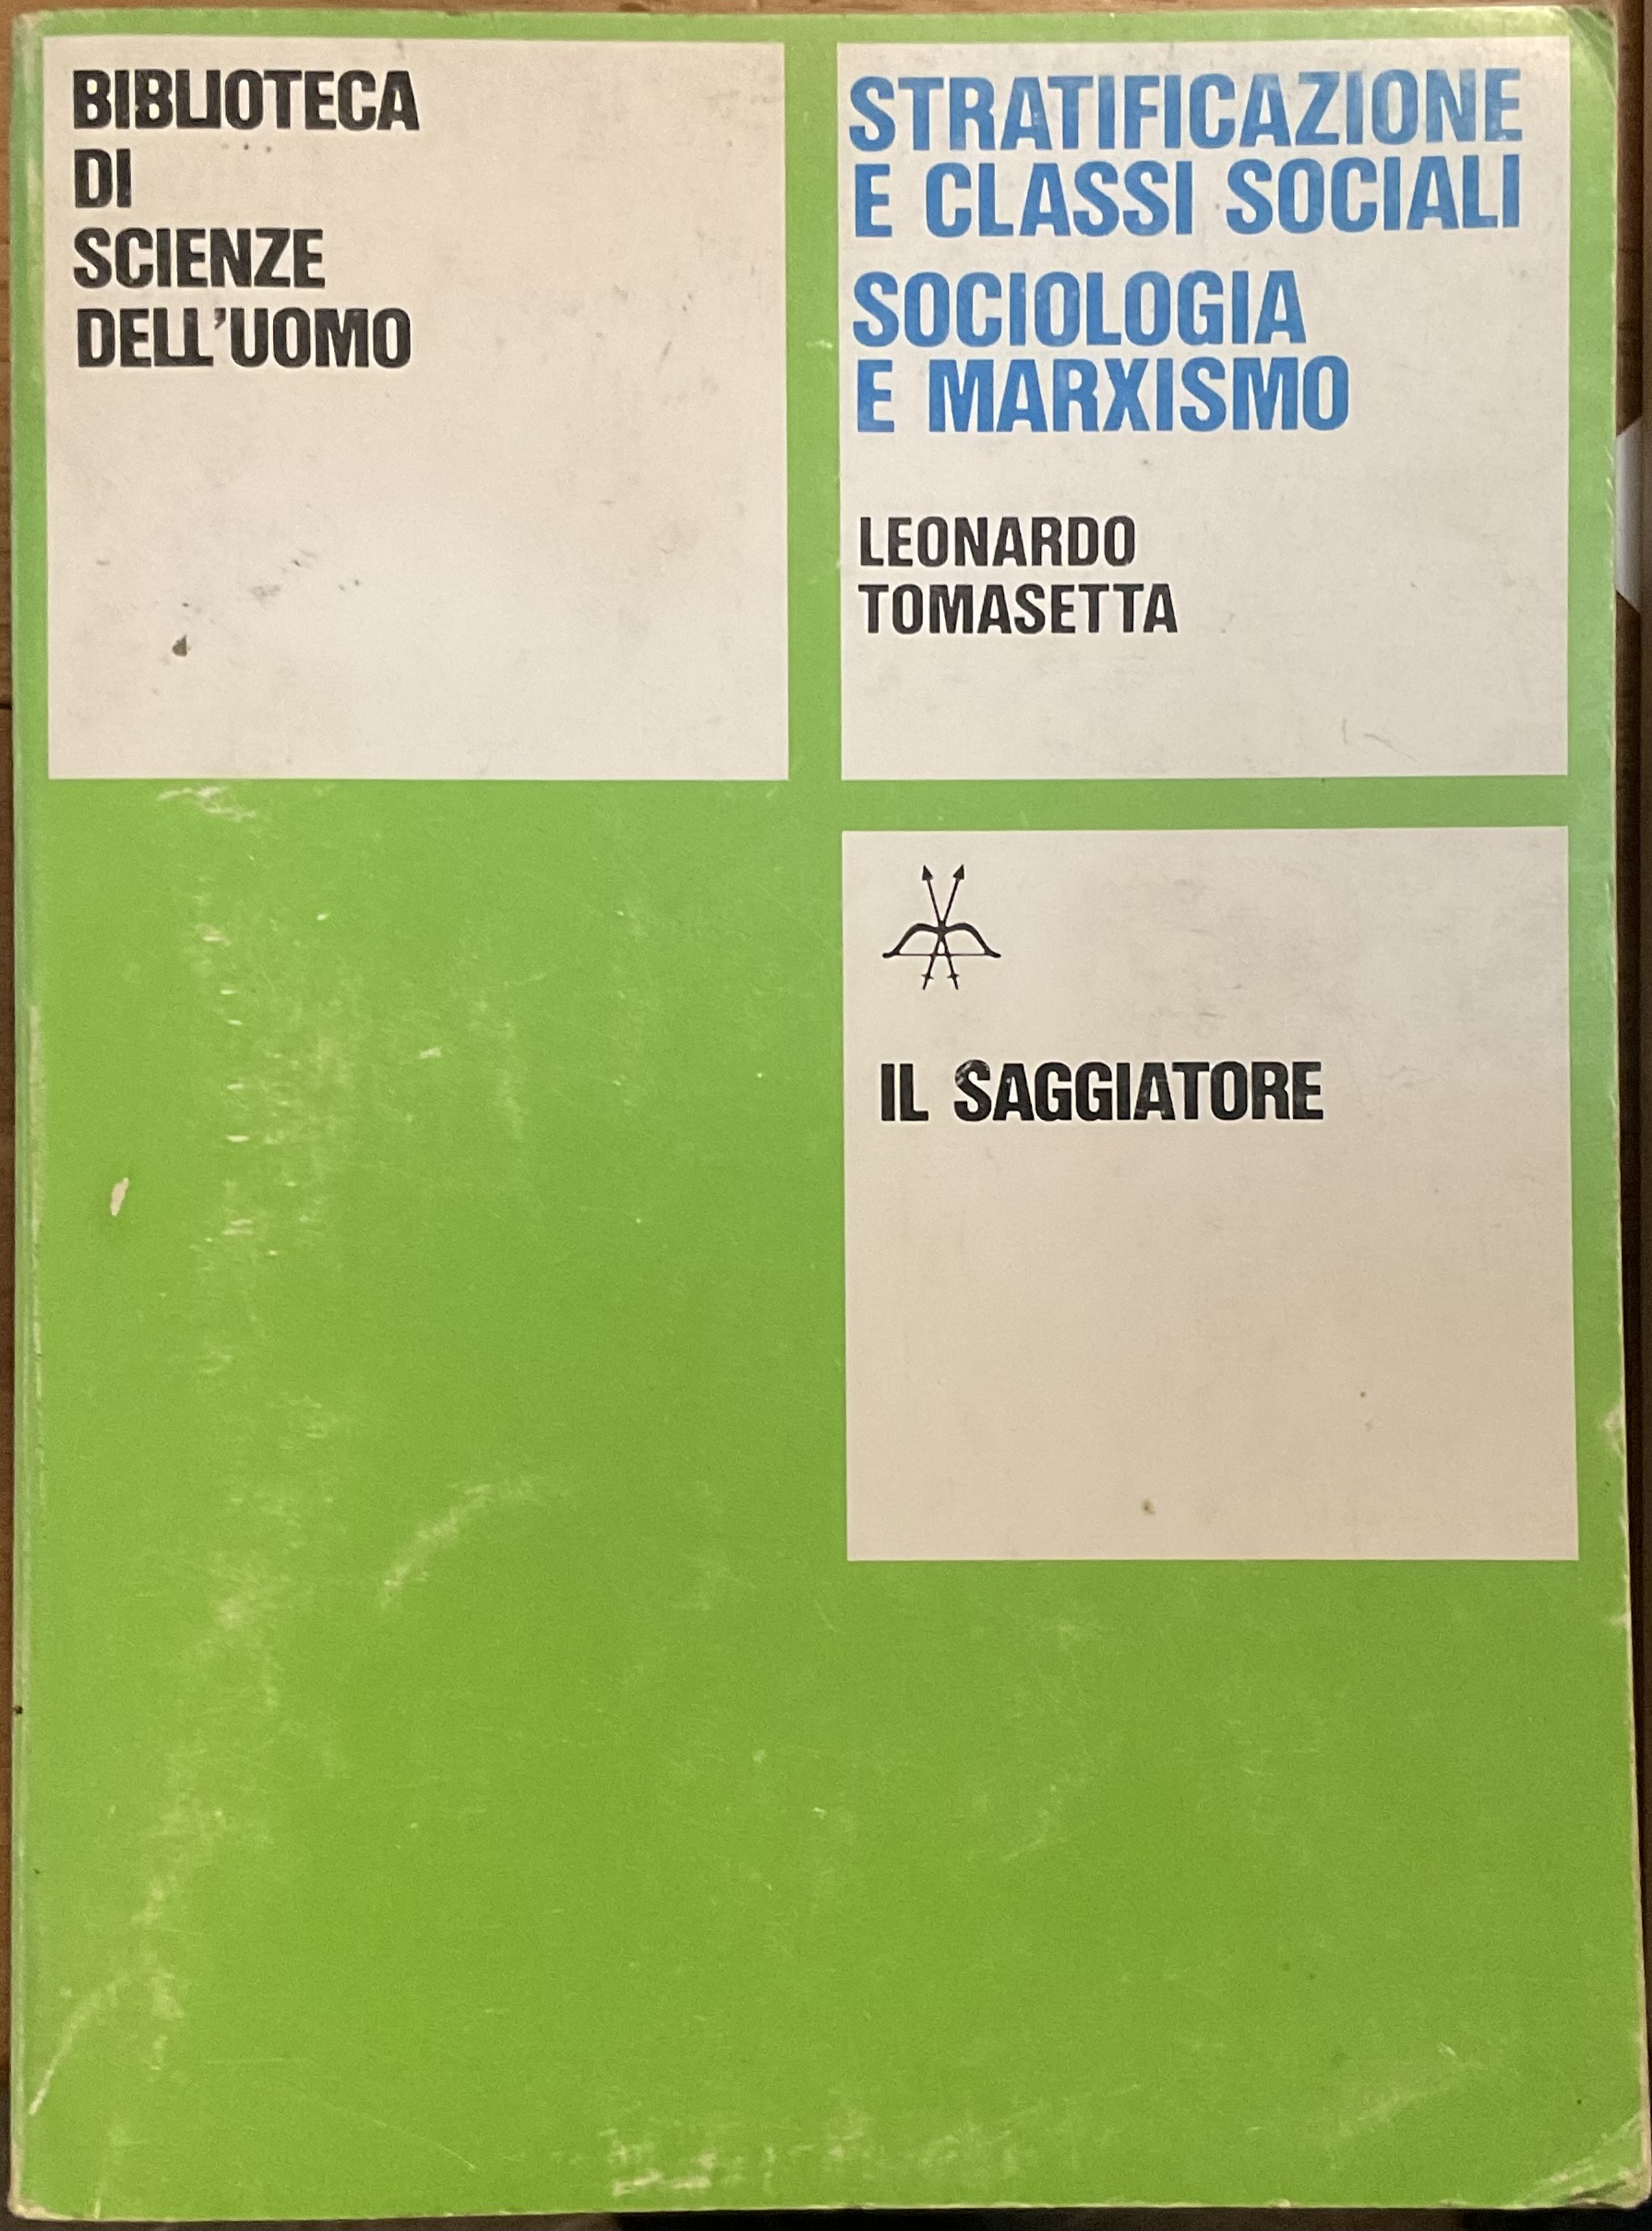 BIBLIOTECA
DI
SCIENZE
DELL'UOMO
STRATIFICAZIONE
E CLASSI SOCIALI
SOCIOLOGIA
E MARXISMO
LEONARDO
TOMASETTA
IL SAGGIATORE